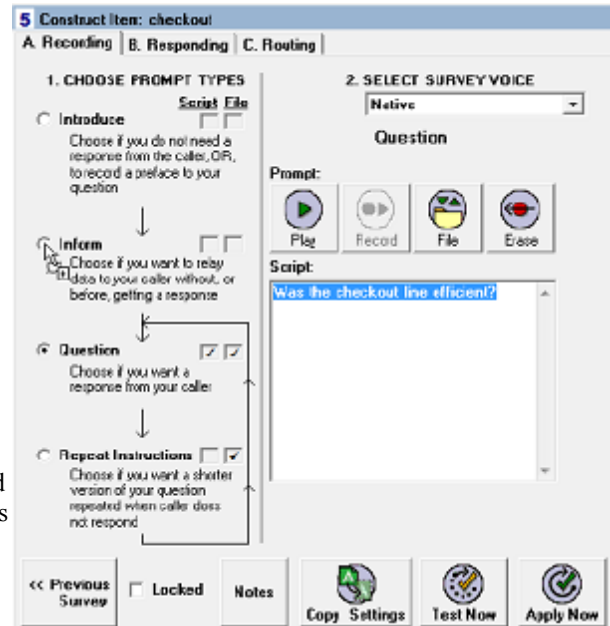 5 Construct Item: checkout
A. Recording
B. Responding
C. Routing
1. CHOOSE PROMPT TYPES
Script File
Introduce
Choose if you do not need a
response from the caller, OR,
to record a preface to your
question
Inform
Choose if you want to relay
data to your caller without, or
before, getting a response
Question
Choose if you want a
response from your caller
Repeat Instructions
Choose if you want a shorter
version of your question
repeated when caller does
not respond
2. SELECT SURVEY VOICE
Native
Question
Prompt:
Play
Record
File
Erase
Script:
Was the checkout line efficient?
<< Previous
Survey
Locked
Notes
Copy Settings
Test Now
Apply Now